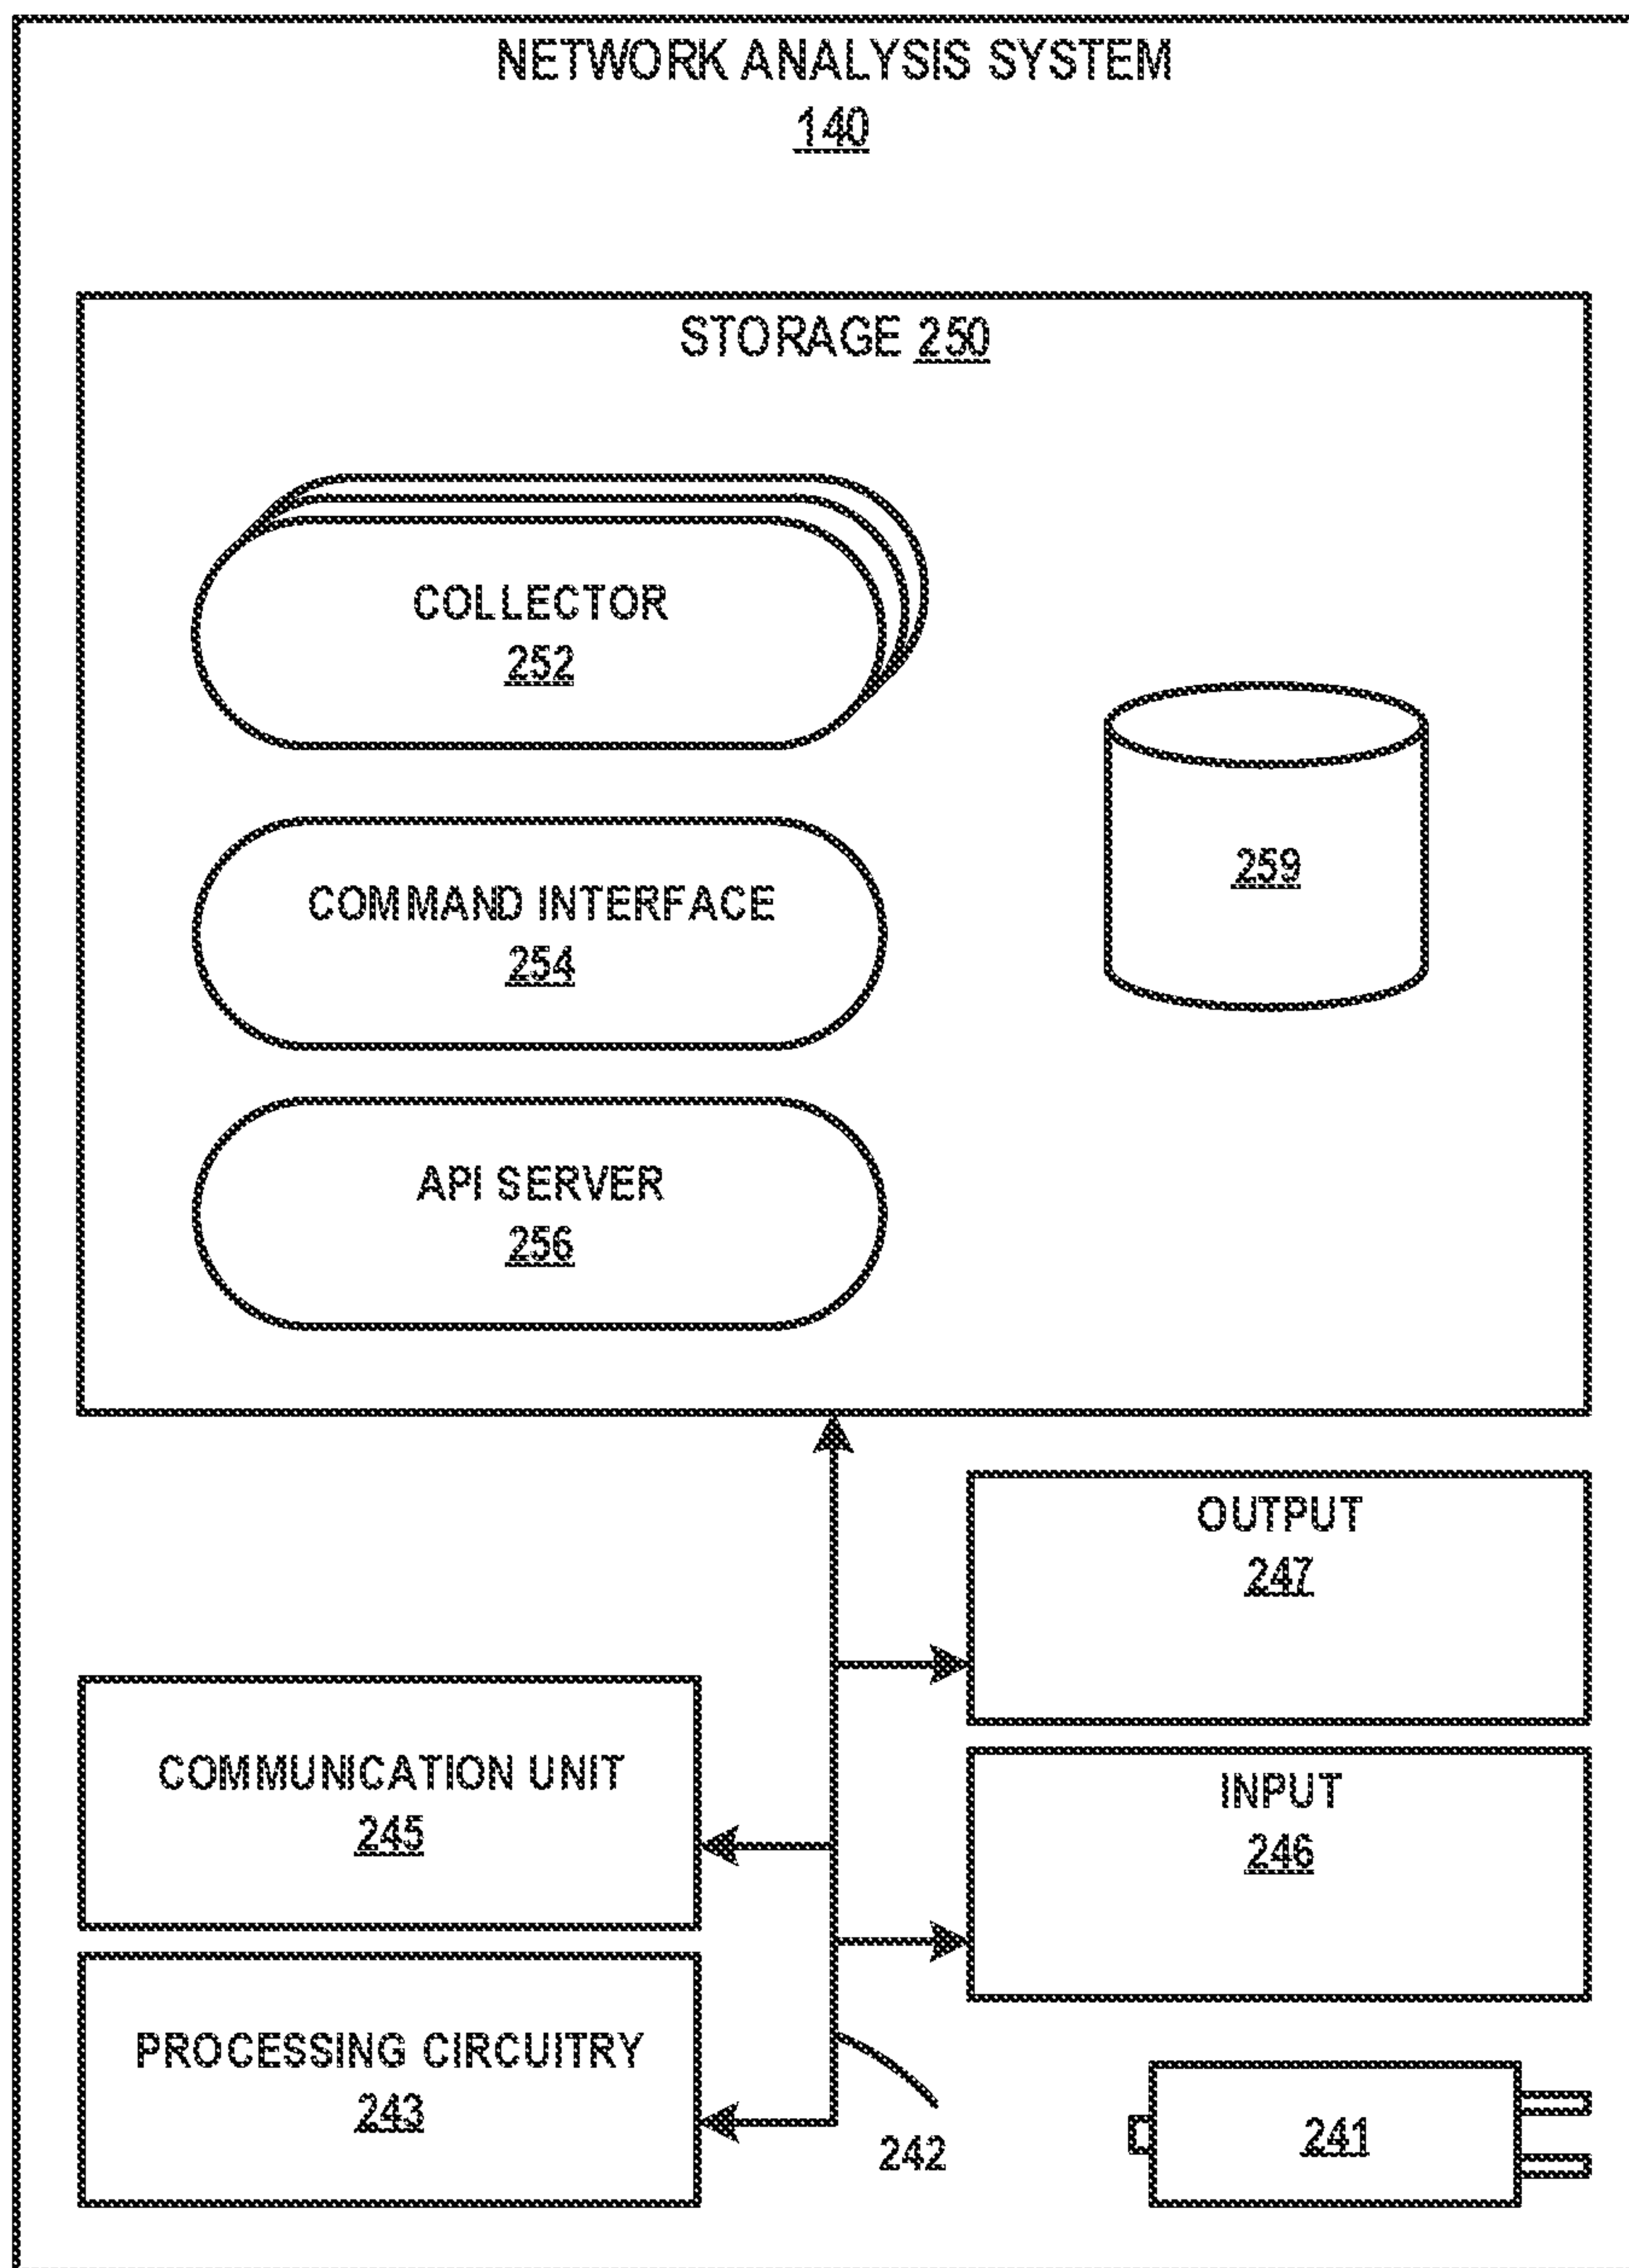 NETWORK ANALYSIS SYSTEM
140
STORAGE 250
COLLECTOR
252
COMMAND INTERFACE
254
API SERVER
256
259
OUTPUT
247
COMMUNICATION UNIT
245
INPUT
246
PROCESSING CIRCUITRY
243
242
241